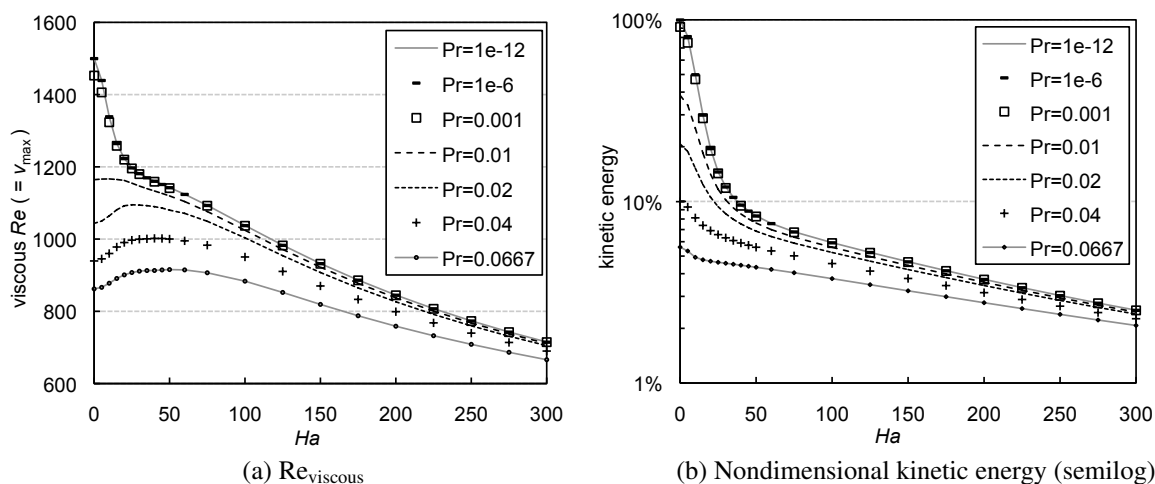 1600
1400
1200
1000
800
600
viscous Re ( = vmax)
0 50 100 150 200 250 300
Ha
Pr=1e-12
Pr=1e-6
Pr=0.001
Pr=0.01
Pr=0.02
Pr=0.04
Pr=0.0667
(a) Reviscous
100%
10%
1%
kinetic energy
0 50 100 150 200 250 300
Ha
Pr=1e-12
Pr=1e-6
Pr=0.001
Pr=0.01
Pr=0.02
Pr=0.04
Pr=0.0667
(b) Nondimensional kinetic energy (semilog)